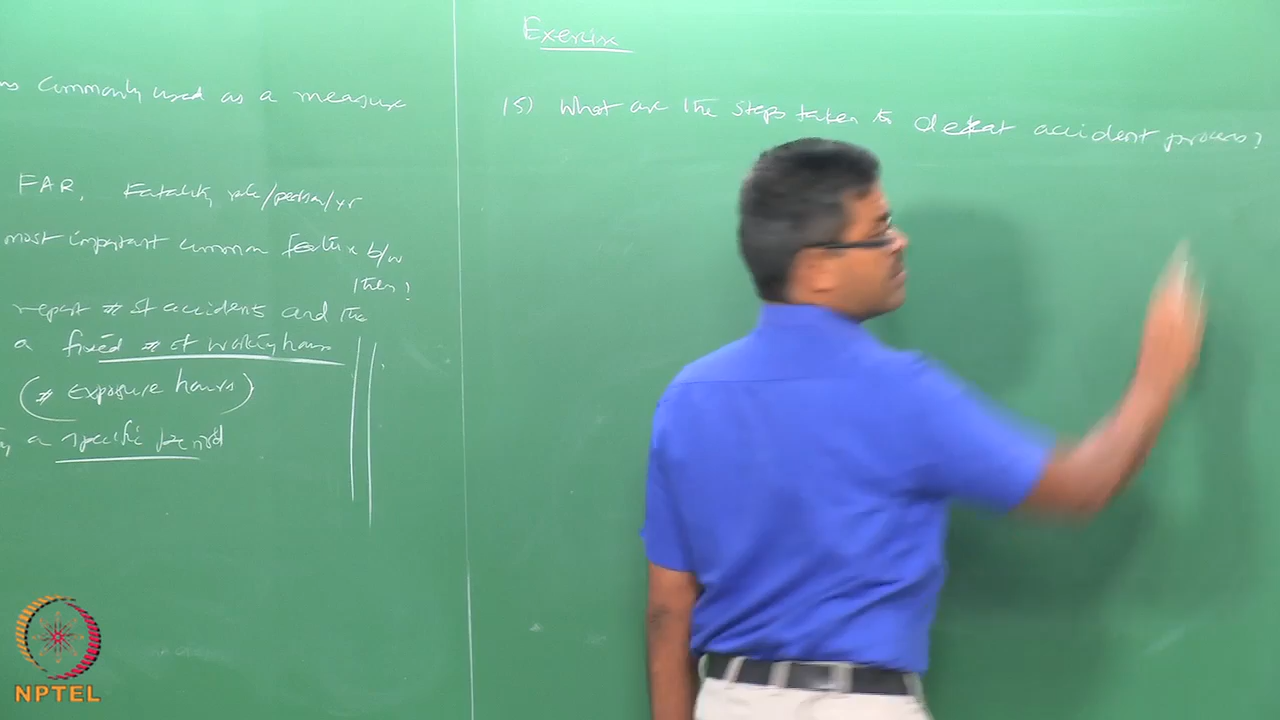 commonly used as a measure
FAR, Fatality rate/person/yr
most important common feature b/w
them?
report # of accidents and the
a fixed # of working hours
(# exposure hours)
a specific period
Exercise
15) What are the steps taken to defeat accident process?
NPTEL